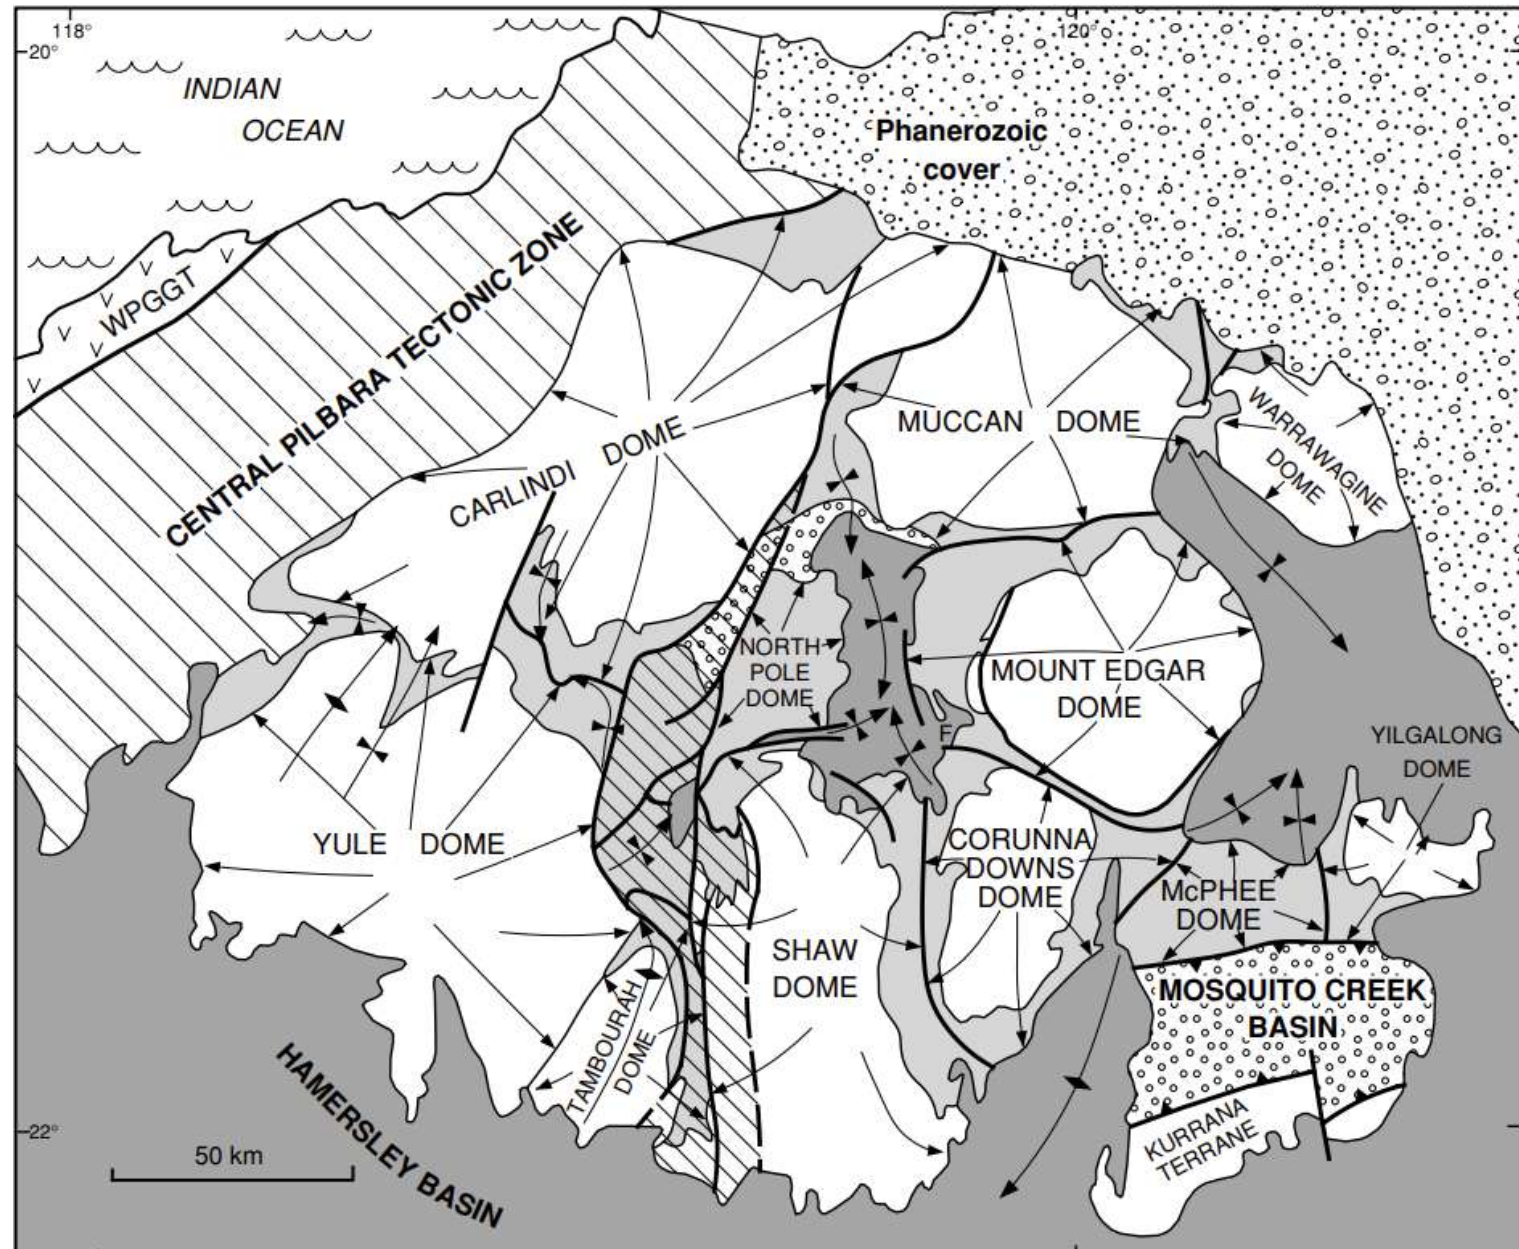 118°
120°
20°
INDIAN
OCEAN
Phanerozoic
cover
WPGGT
CENTRAL PILBARA TECTONIC ZONE
CARLINDI DOME
MUCCAN DOME
WARRAWAGINE
DOME
NORTH
POLE
DOME
MOUNT EDGAR
DOME
F
YILGALONG
DOME
YULE DOME
CORUNNA
DOWNS
DOME
McPHEE
DOME
SHAW
DOME
TAMBOURAH
DOME
MOSQUITO CREEK
BASIN
HAMERSLEY BASIN
KURRANA
TERRANE
22°
50 km